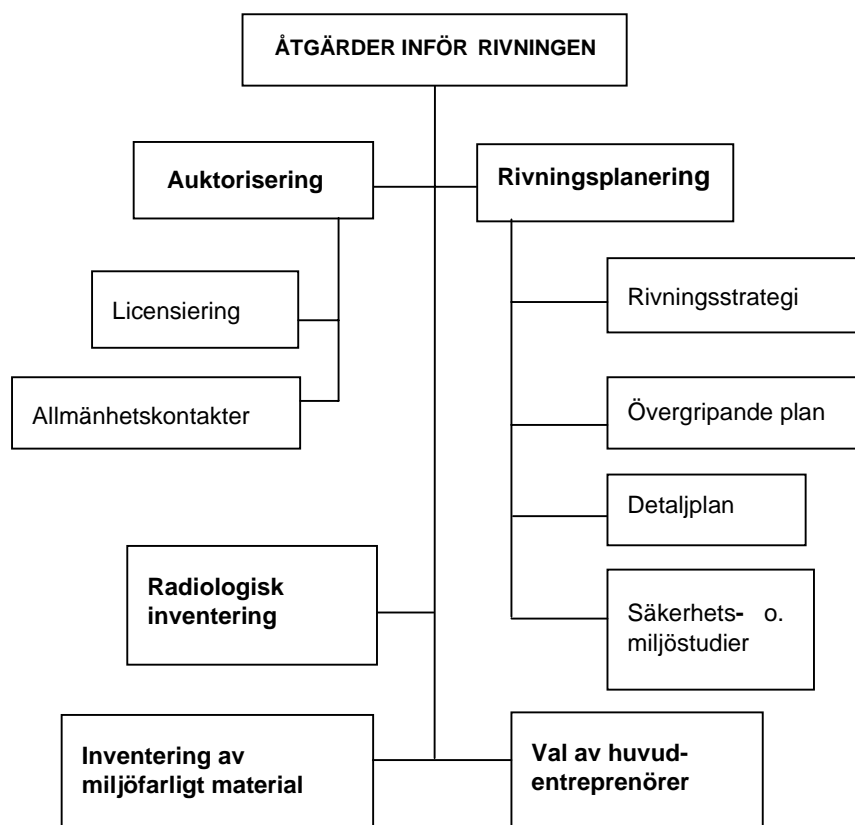 ÅTGÄRDER INFÖR RIVNINGEN
Auktorisering
Rivningsplanering
Licensiering
Allmänhetskontakter
Rivningsstrategi
Övergripande plan
Detaljplan
Säkerhets- o.
miljöstudier
Radiologisk
inventering
Inventering av
miljöfarligt material
Val av huvud-
entreprenörer